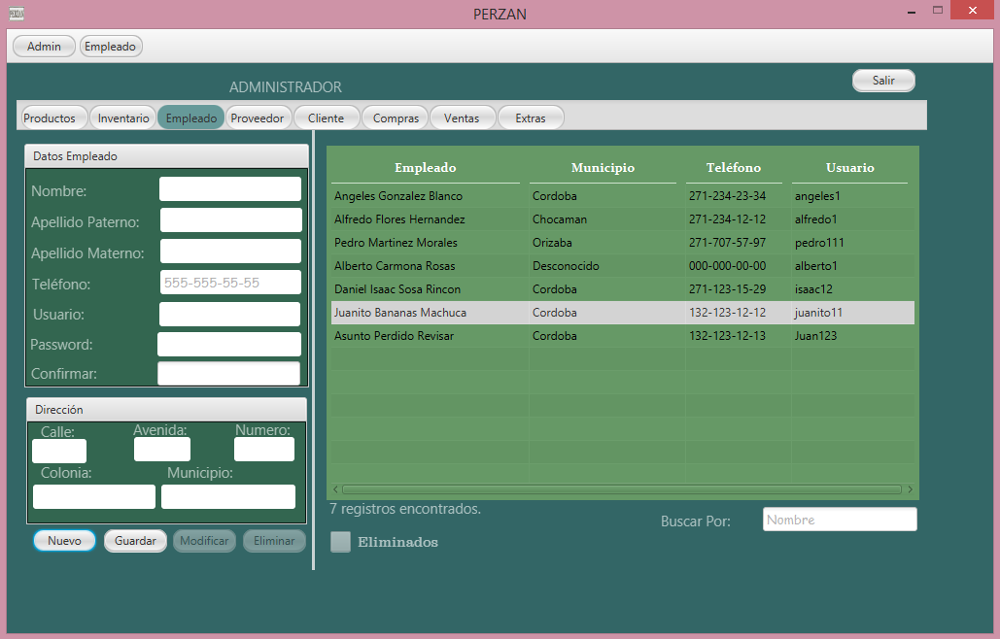 PERZAN
PERZAN
Admin Empleado
ADMINISTRADOR
Salir
Productos Inventario Empleado Proveedor Cliente Compras Ventas Extras
Datos Empleado
Nombre:
Apellido Paterno:
Apellido Materno:
Teléfono: 555-555-55-55
Usuario:
Password:
Confirmar:
Dirección
Calle: Avenida: Numero:
Colonia: Municipio:
Nuevo Guardar Modificar Eliminar
Empleado Municipio Teléfono Usuario
Angeles Gonzalez Blanco Cordoba 271-234-23-34 angeles1
Alfredo Flores Hernandez Chocaman 271-234-12-12 alfredo1
Pedro Martinez Morales Orizaba 271-707-57-97 pedro111
Alberto Carmona Rosas Desconocido 000-000-00-00 alberto1
Daniel Isaac Sosa Rincon Cordoba 271-123-15-29 isaac12
Juanito Bananas Machuca Cordoba 132-123-12-12 juanito11
Asunto Perdido Revisar Cordoba 132-123-12-13 Juan123
7 registros encontrados.
Buscar Por: Nombre
Eliminados